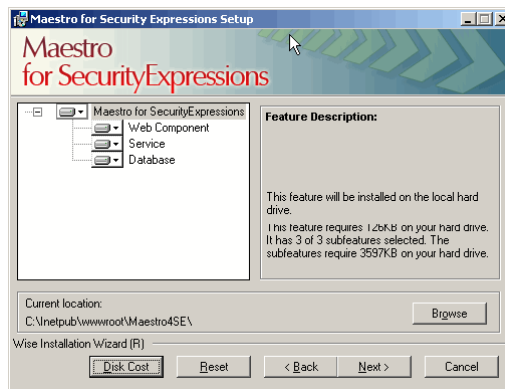 Maestro for Security Expressions Setup
Maestro
for SecurityExpressions
Maestro for SecurityExpressions
Web Component
Service
Database
Feature Description:
This feature will be installed on the local hard
drive.
This feature requires 126KB on your hard drive.
It has 3 of 3 subfeatures selected. The
subfeatures require 3597KB on your hard drive.
Current location:
C:\Inetpub\wwwroot\Maestro4SE\
Browse
Wise Installation Wizard (R)
Disk Cost
Reset
< Back
Next >
Cancel